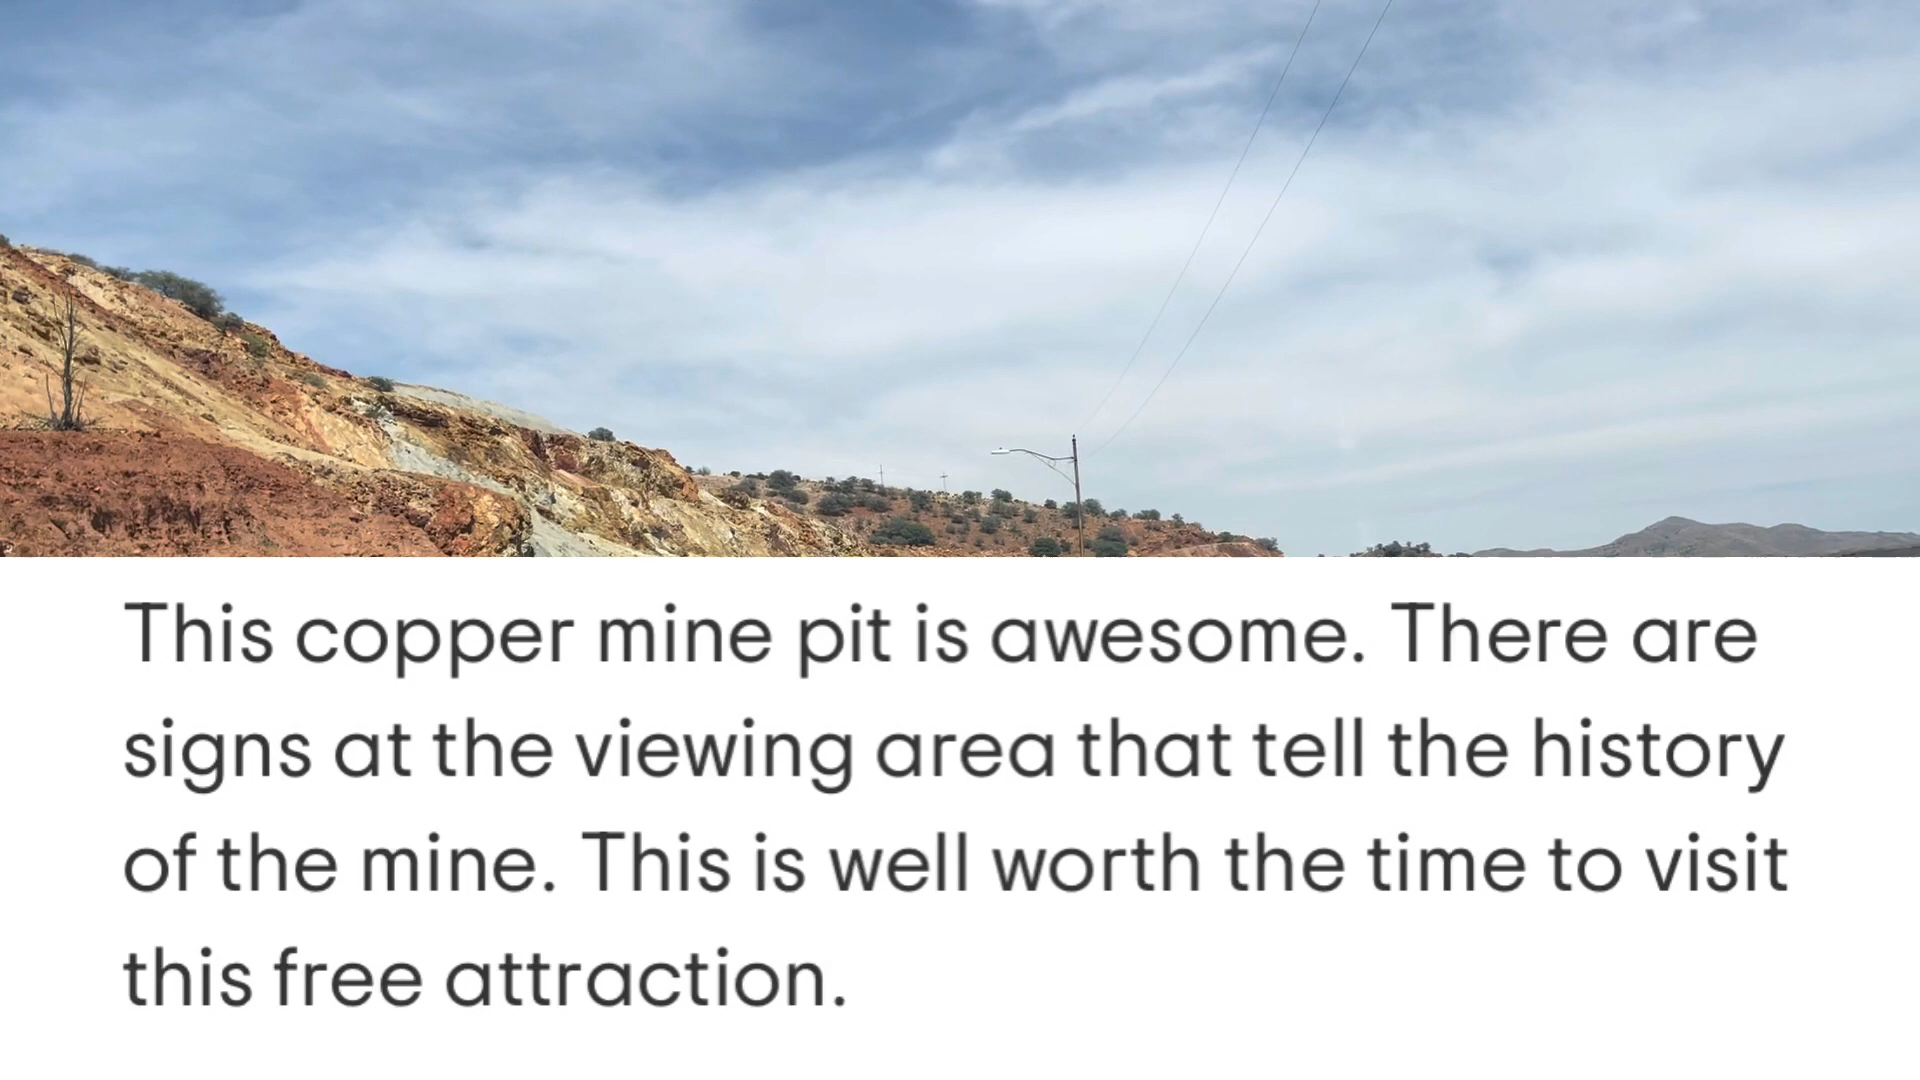 This copper mine pit is awesome. There are
signs at the viewing area that tell the history
of the mine. This is well worth the time to visit
this free attraction.